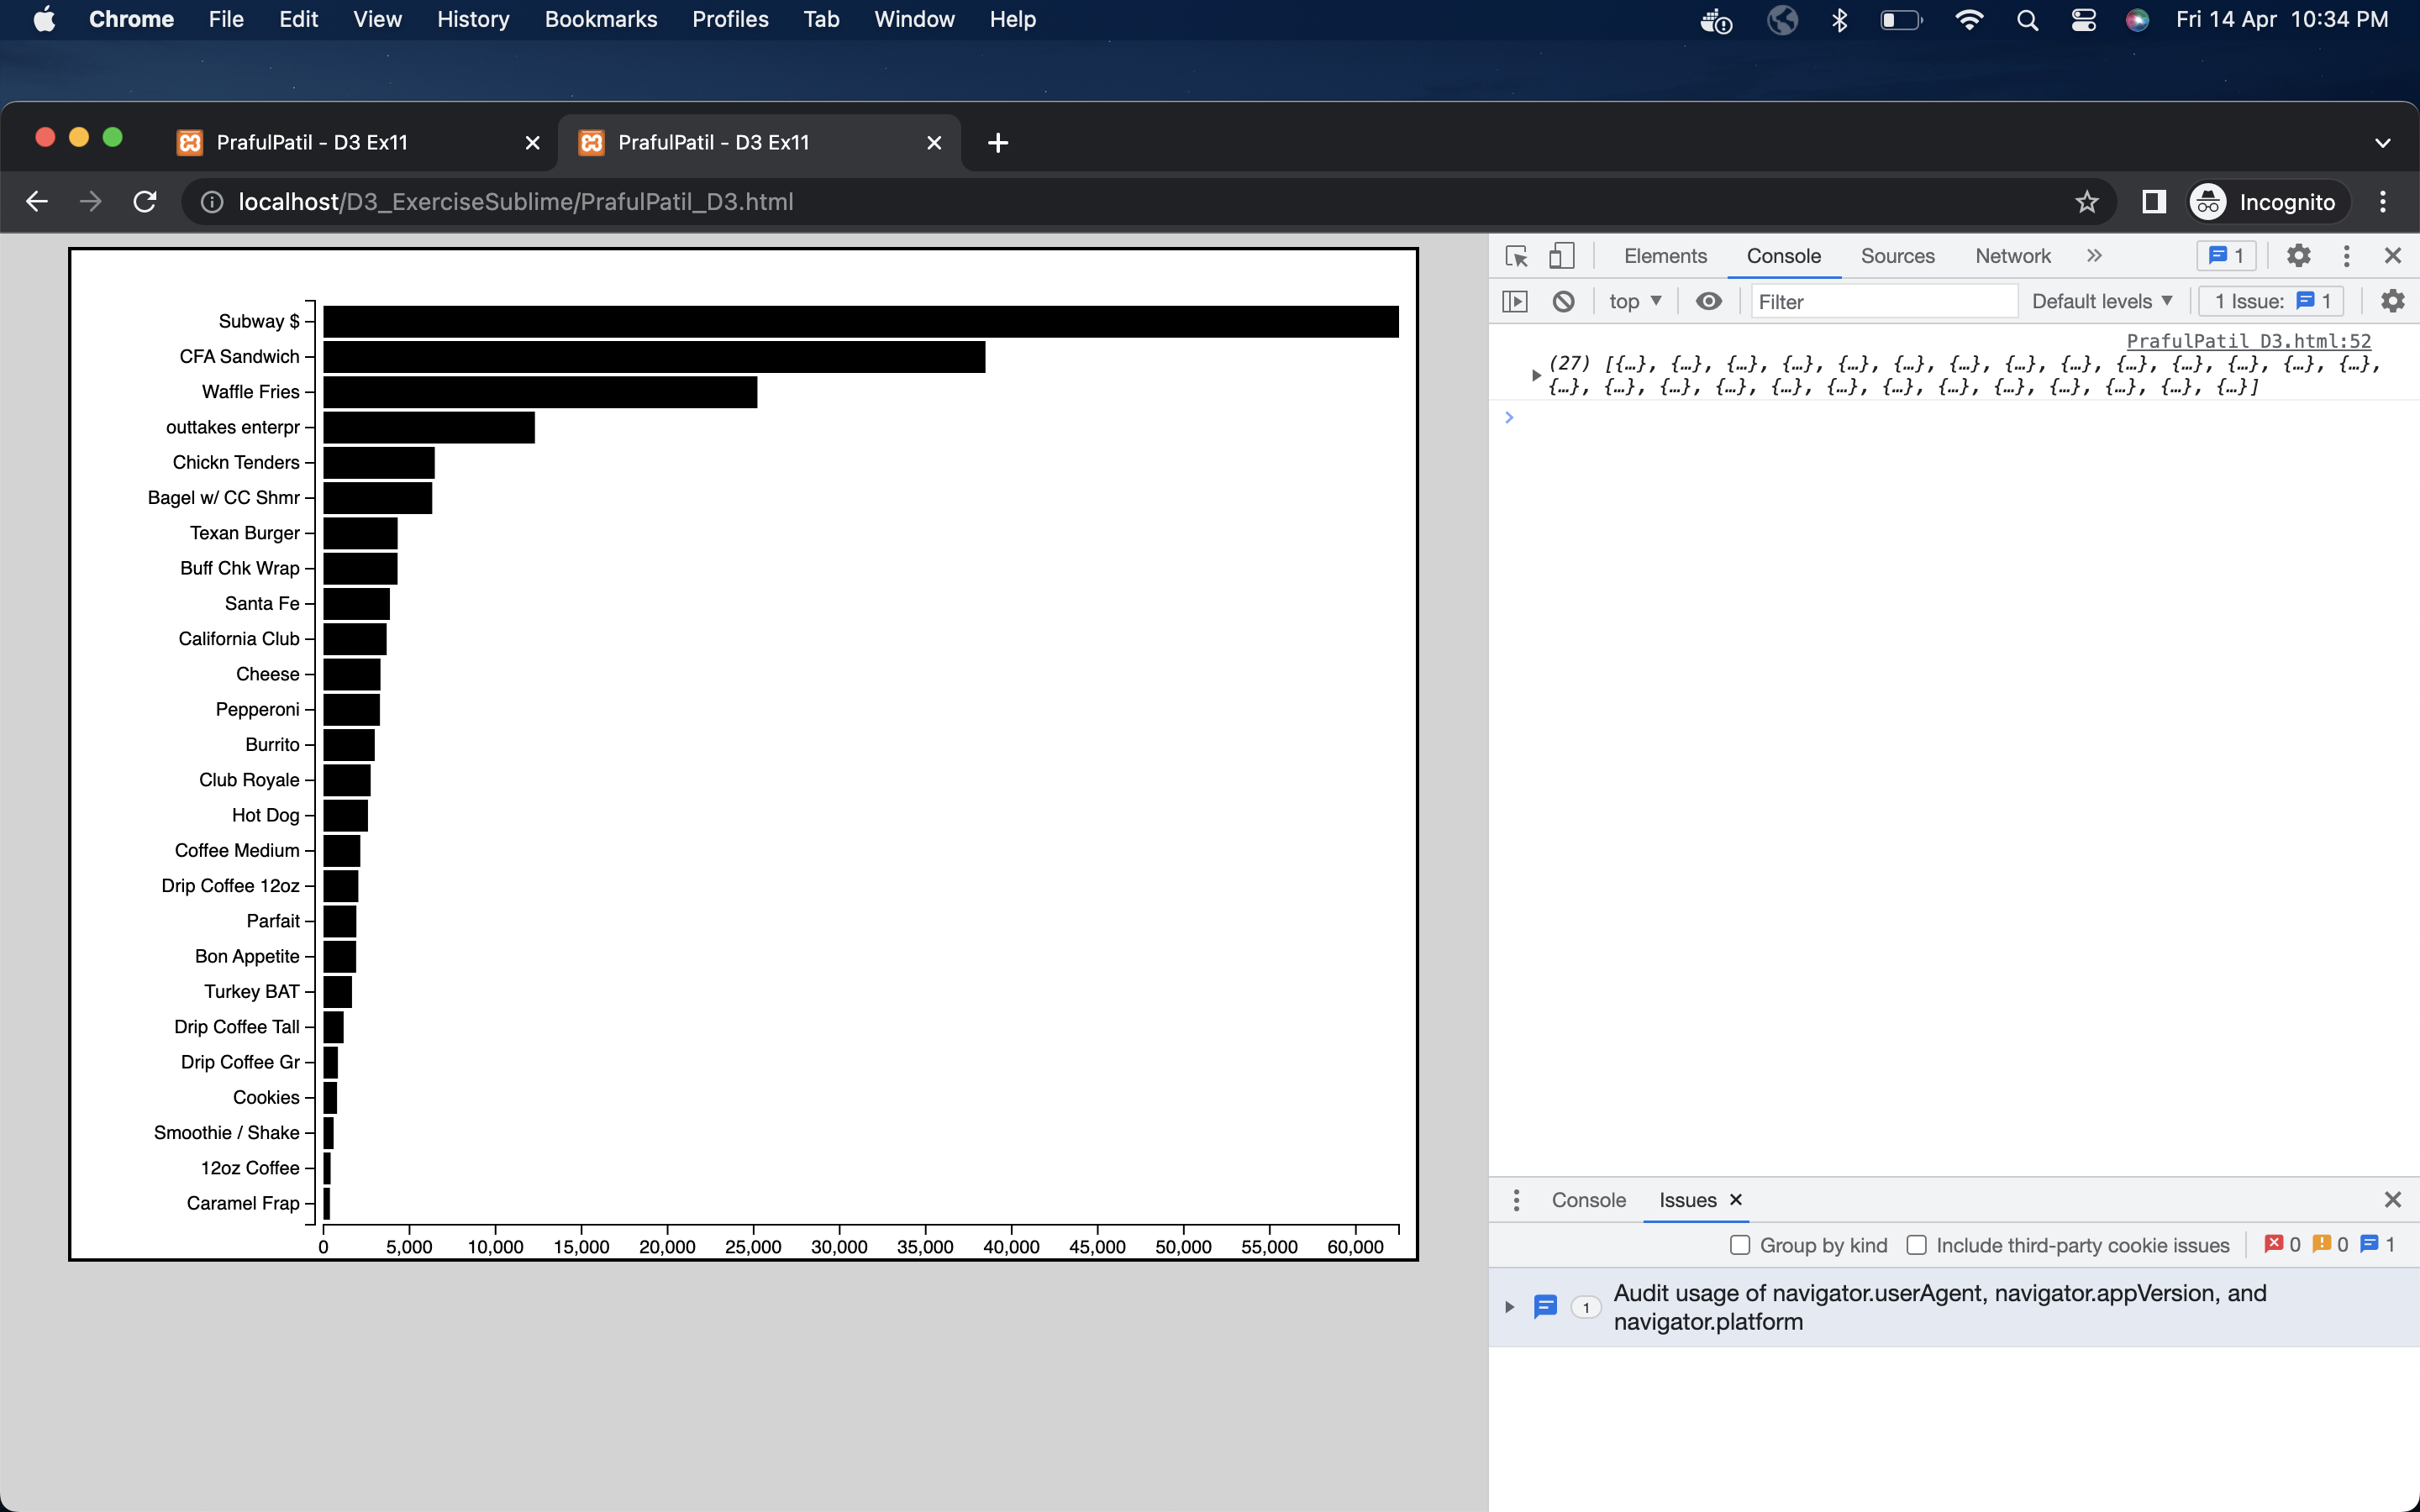 Chrome File Edit View History Bookmarks Profiles Tab Window Help Fri 14 Apr 10:34 PM
PrafulPatil - D3 Ex11
PrafulPatil - D3 Ex11
localhost/D3_ExerciseSublime/PrafulPatil_D3.html
Incognito
Subway $
CFA Sandwich
Waffle Fries
outtakes enterpr
Chickn Tenders
Bagel w/ CC Shmr
Texan Burger
Buff Chk Wrap
Santa Fe
California Club
Cheese
Pepperoni
Burrito
Club Royale
Hot Dog
Coffee Medium
Drip Coffee 12oz
Parfait
Bon Appetite
Turkey BAT
Drip Coffee Tall
Drip Coffee Gr
Cookies
Smoothie / Shake
12oz Coffee
Caramel Frap
0 5,000 10,000 15,000 20,000 25,000 30,000 35,000 40,000 45,000 50,000 55,000 60,000
Elements Console Sources Network 1
top Filter Default levels 1 Issue: 1
PrafulPatil_D3.html:52
(27) [{…}, {…}, {…}, {…}, {…}, {…}, {…}, {…}, {…}, {…}, {…}, {…}, {…}, {…},
{…}, {…}, {…}, {…}, {…}, {…}, {…}, {…}, {…}, {…}, {…}, {…}, {…}]
Console Issues
Group by kind Include third-party cookie issues 0 0 1
1 Audit usage of navigator.userAgent, navigator.appVersion, and
navigator.platform